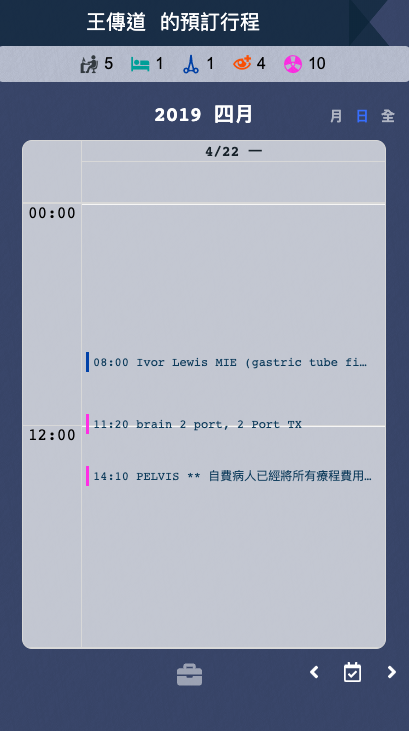 王傳道 的預訂行程
5 1 1 4 10
2019 四月
月 日 全
4/22 一
00:00
08:00 Ivor Lewis MIE (gastric tube fi…
11:20 brain 2 port, 2 Port TX
12:00
14:10 PELVIS ** 自費病人已經將所有療程費用…